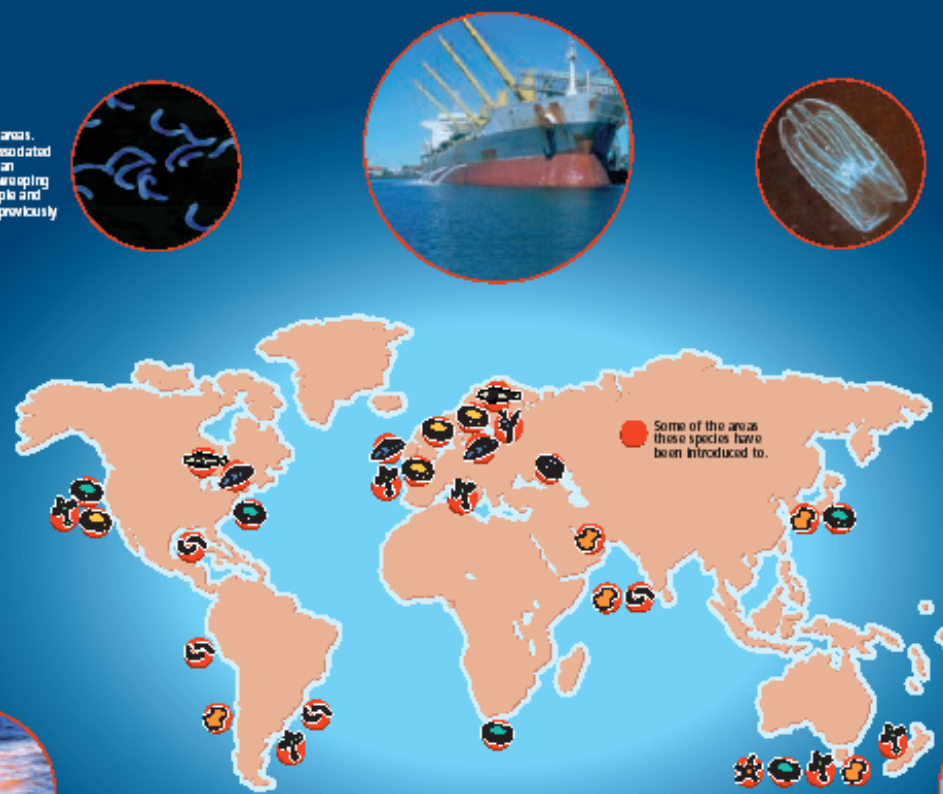 areas.
ssociated
an
weeping
ple and
previously
Some of the areas
these species have
been introduced to.